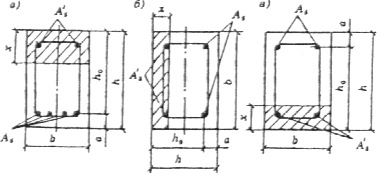 а) A's б) x As в) As a
x h₀ h A's b h₀ h
As b a h₀ a x b A's
h